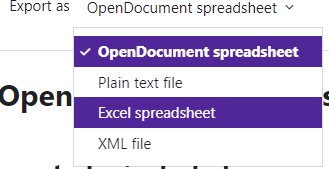 Export as OpenDocument spreadsheet
OpenDocument spreadsheet
Plain text file
Excel spreadsheet
XML file
Open